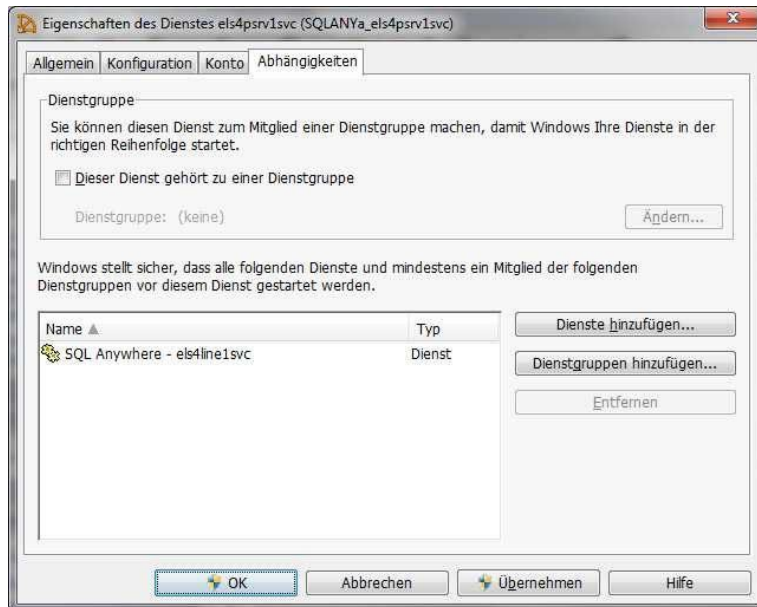 Eigenschaften des Dienstes els4psrv1svc (SQLANYa_els4psrv1svc)
Allgemein Konfiguration Konto Abhängigkeiten
Dienstgruppe
Sie können diesen Dienst zum Mitglied einer Dienstgruppe machen, damit Windows Ihre Dienste in der
richtigen Reihenfolge startet.
Dieser Dienst gehört zu einer Dienstgruppe
Dienstgruppe: (keine)
Ändern...
Windows stellt sicher, dass alle folgenden Dienste und mindestens ein Mitglied der folgenden
Dienstgruppen vor diesem Dienst gestartet werden.
Name Typ
SQL Anywhere - els4line1svc Dienst
Dienste hinzufügen...
Dienstgruppen hinzufügen...
Entfernen
OK Abbrechen Übernehmen Hilfe